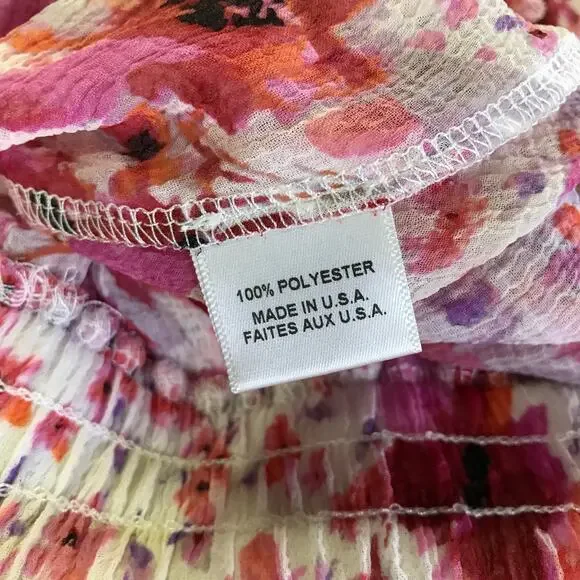 100% POLYESTER
MADE IN U.S.A.
FAITES AUX U.S.A.